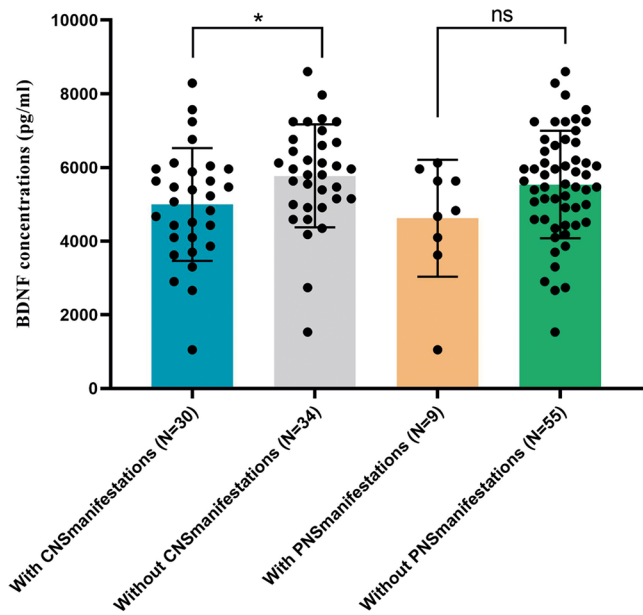 * ns
10000
8000
6000
4000
2000
0
BDNF concentrations (pg/ml)
With CNSmanifestations (N=30)
Without CNSmanifestations (N=34)
With PNSmanifestations (N=9)
Without PNSmanifestations (N=55)